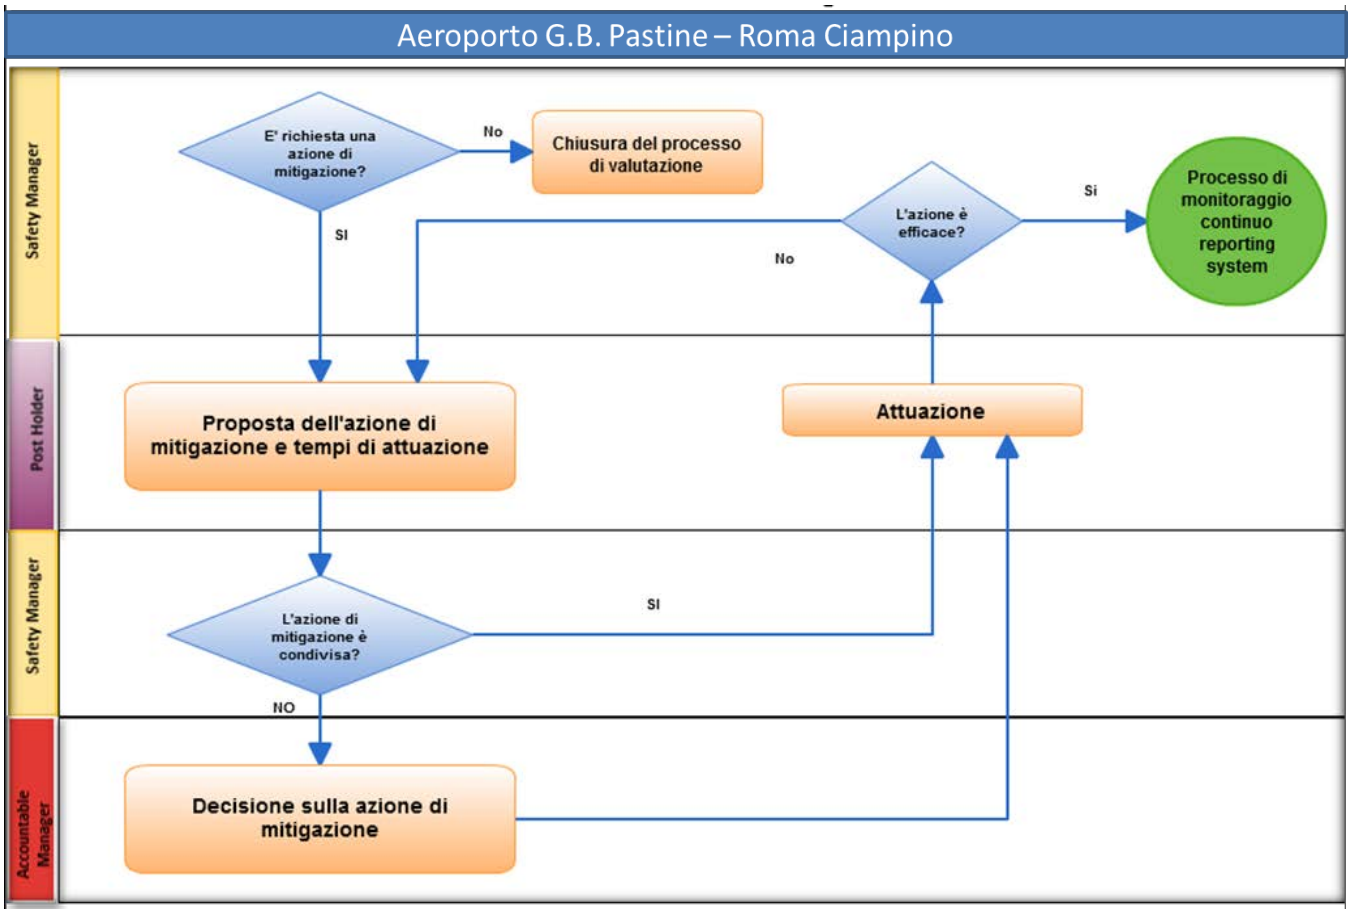 Aeroporto G.B. Pastine – Roma Ciampino
Safety Manager
E' richiesta una
azione di
mitigazione?
No
Chiusura del processo
di valutazione
SI
L'azione è
efficace?
No
Si
Processo di
monitoraggio
continuo
reporting
system
Post Holder
Proposta dell'azione di
mitigazione e tempi di attuazione
Attuazione
Safety Manager
L'azione di
mitigazione è
condivisa?
SI
NO
Accountable
Manager
Decisione sulla azione di
mitigazione